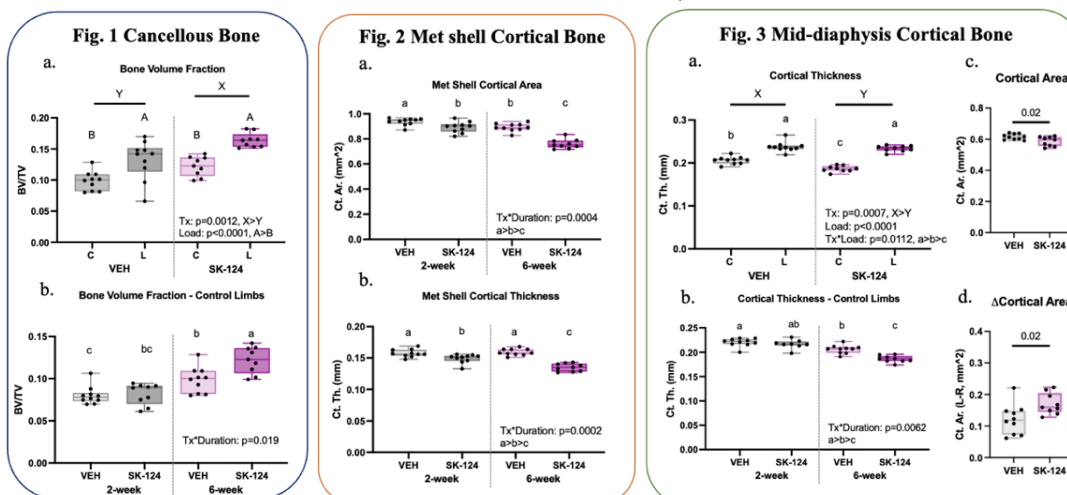 Fig. 1 Cancellous Bone
a.
Bone Volume Fraction
Y
X
B
A
B
A
BV/TV
0.20
0.15
0.10
0.05
0.00
Tx: p=0.0012, X>Y
Load: p<0.0001, A>B
C
L
C
L
VEH
SK-124
b.
Bone Volume Fraction - Control Limbs
c
bc
b
a
BV/TV
0.15
0.10
0.05
0.00
Tx*Duration: p=0.019
VEH
SK-124
VEH
SK-124
2-week
6-week
Fig. 2 Met shell Cortical Bone
a.
Met Shell Cortical Area
a
b
b
c
Ct. Ar. (mm^2)
1.0
0.8
0.6
0.4
0.2
0.0
Tx*Duration: p=0.0004
a>b>c
VEH
SK-124
VEH
SK-124
2-week
6-week
b.
Met Shell Cortical Thickness
a
b
a
c
Ct. Th. (mm)
0.20
0.15
0.10
0.05
0.00
Tx*Duration: p=0.0002
a>b>c
VEH
SK-124
VEH
SK-124
2-week
6-week
Fig. 3 Mid-diaphysis Cortical Bone
a.
Cortical Thickness
X
Y
b
a
c
a
Ct. Th. (mm)
0.3
0.2
0.1
0.0
Tx: p=0.0007, X>Y
Load: p<0.0001
Tx*Load: p=0.0112, a>b>c
C
L
C
L
VEH
SK-124
b.
Cortical Thickness - Control Limbs
a
ab
b
c
Ct. Th. (mm)
0.25
0.20
0.15
0.10
0.05
0.00
Tx*Duration: p=0.0062
a>b>c
VEH
SK-124
VEH
SK-124
2-week
6-week
c.
Cortical Area
0.02
Ct. Ar. (mm^2)
0.8
0.6
0.4
0.2
0.0
VEH
SK-124
d.
ΔCortical Area
0.02
Ct. Ar. (L-R, mm^2)
0.4
0.3
0.2
0.1
0.0
VEH
SK-124